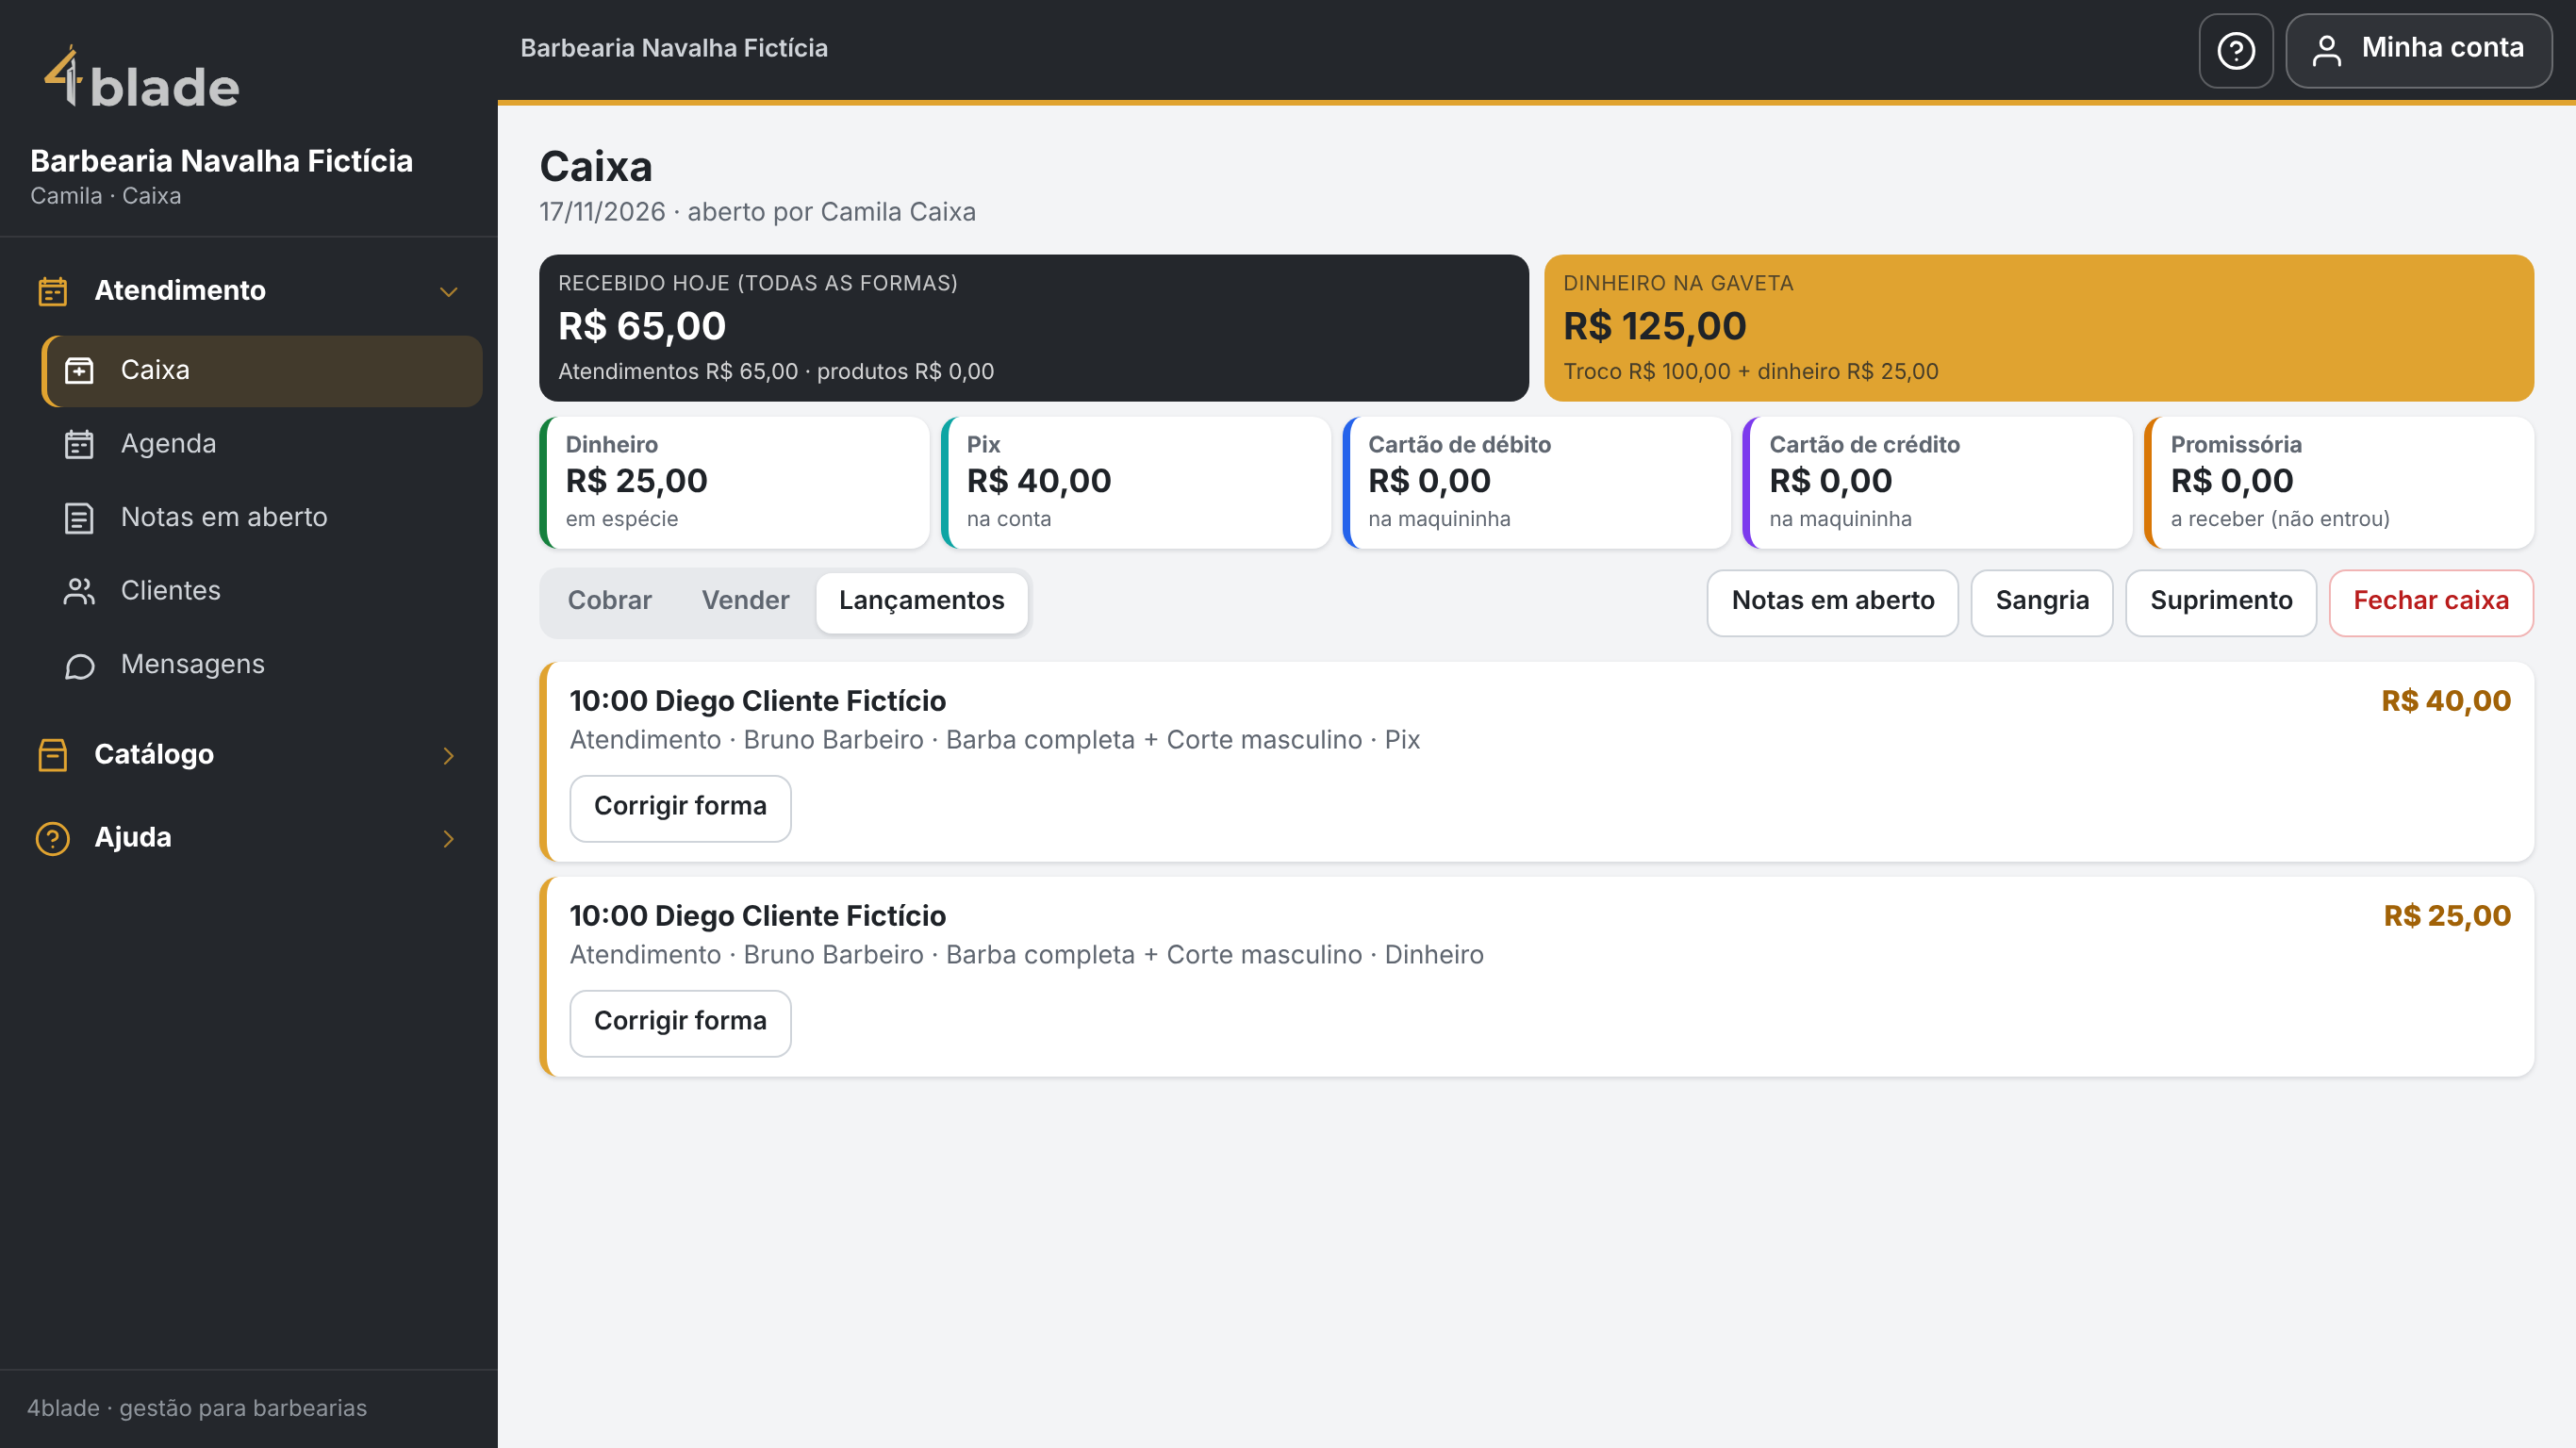 4blade
Barbearia Navalha Fictícia
Camila · Caixa
Atendimento
Caixa
Agenda
Notas em aberto
Clientes
Mensagens
Catálogo
Ajuda
4blade · gestão para barbearias
Barbearia Navalha Fictícia
Minha conta
Caixa
17/11/2026 · aberto por Camila Caixa
RECEBIDO HOJE (TODAS AS FORMAS)
R$ 65,00
Atendimentos R$ 65,00 · produtos R$ 0,00
DINHEIRO NA GAVETA
R$ 125,00
Troco R$ 100,00 + dinheiro R$ 25,00
Dinheiro
R$ 25,00
em espécie
Pix
R$ 40,00
na conta
Cartão de débito
R$ 0,00
na maquininha
Cartão de crédito
R$ 0,00
na maquininha
Promissória
R$ 0,00
a receber (não entrou)
Cobrar
Vender
Lançamentos
Notas em aberto
Sangria
Suprimento
Fechar caixa
10:00 Diego Cliente Fictício
R$ 40,00
Atendimento · Bruno Barbeiro · Barba completa + Corte masculino · Pix
Corrigir forma
10:00 Diego Cliente Fictício
R$ 25,00
Atendimento · Bruno Barbeiro · Barba completa + Corte masculino · Dinheiro
Corrigir forma